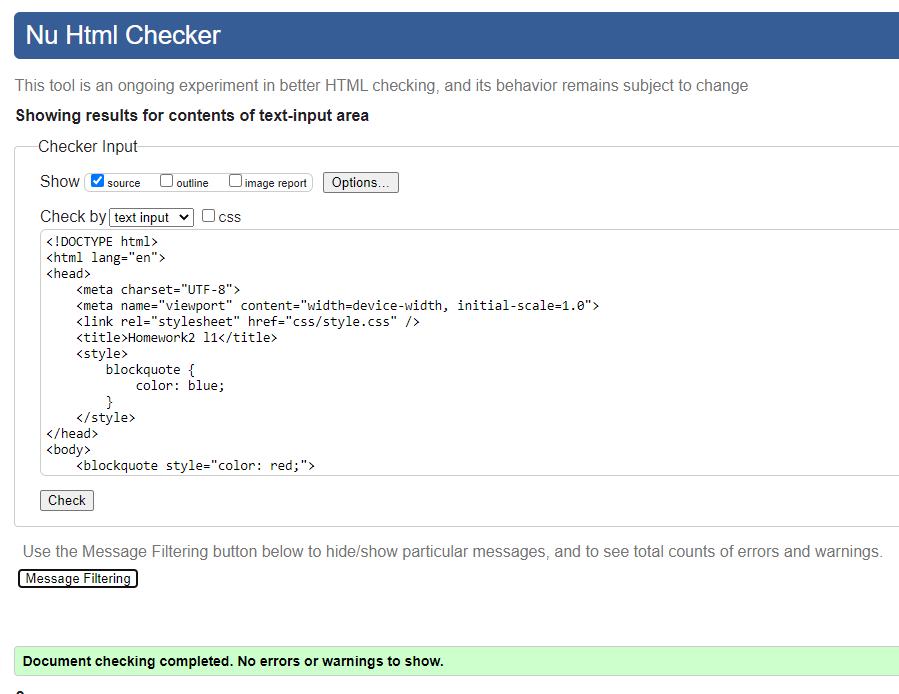 Nu Html Checker
This tool is an ongoing experiment in better HTML checking, and its behavior remains subject to change
Showing results for contents of text-input area
Checker Input
Show source outline image report Options...
Check by text input css
<!DOCTYPE html>
<html lang="en">
<head>
    <meta charset="UTF-8">
    <meta name="viewport" content="width=device-width, initial-scale=1.0">
    <link rel="stylesheet" href="css/style.css" />
    <title>Homework2 l1</title>
    <style>
        blockquote {
            color: blue;
        }
    </style>
</head>
<body>
    <blockquote style="color: red;">
Check
Use the Message Filtering button below to hide/show particular messages, and to see total counts of errors and warnings.
Message Filtering
Document checking completed. No errors or warnings to show.